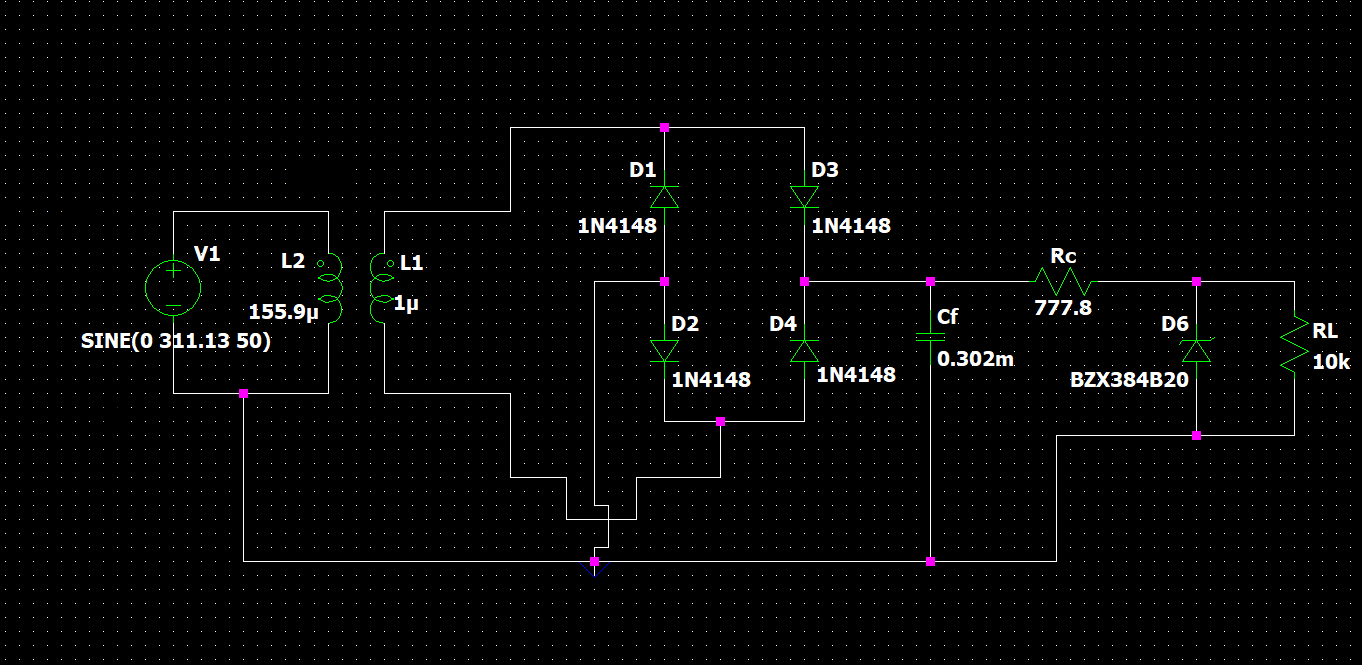 V1
SINE(0 311.13 50)
L2
155.9µ
L1
1µ
D1
1N4148
D3
1N4148
D2
1N4148
D4
1N4148
Cf
0.302m
Rc
777.8
D6
BZX384B20
RL
10k